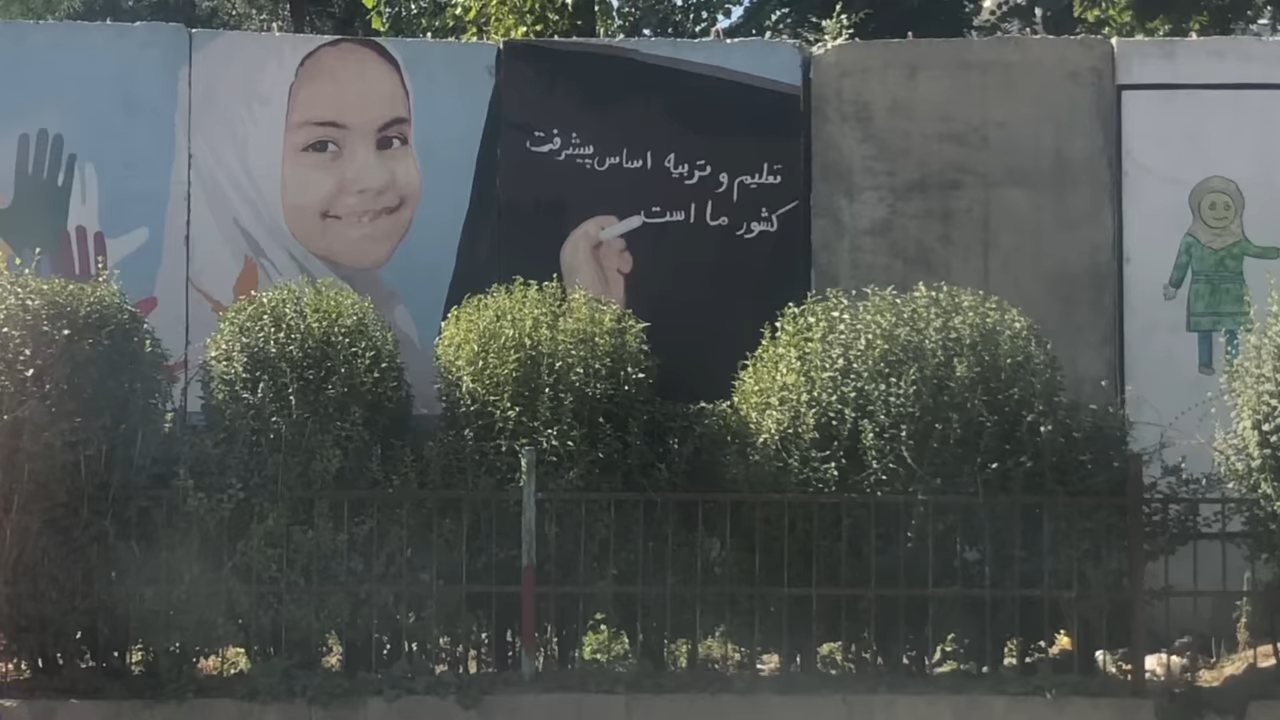 تعلیم و تربیه اساس پیشرفت
کشور ما است